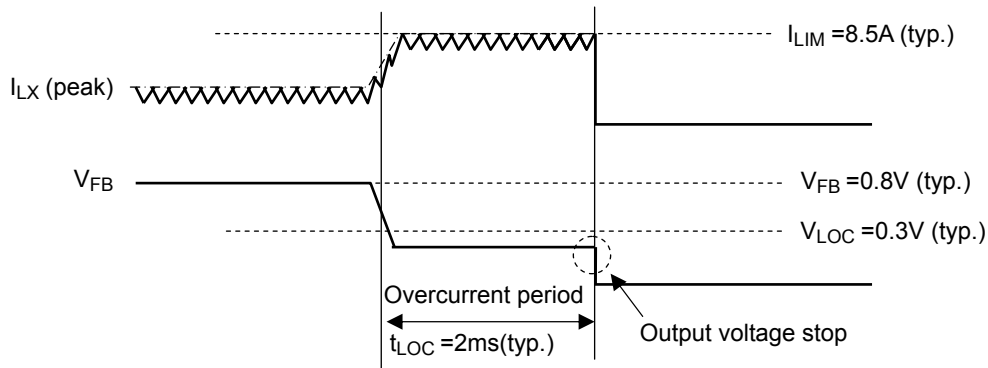 I_LIM =8.5A (typ.)
I_LX (peak)
V_FB
V_FB =0.8V (typ.)
V_LOC =0.3V (typ.)
Overcurrent period
t_LOC =2ms(typ.)
Output voltage stop